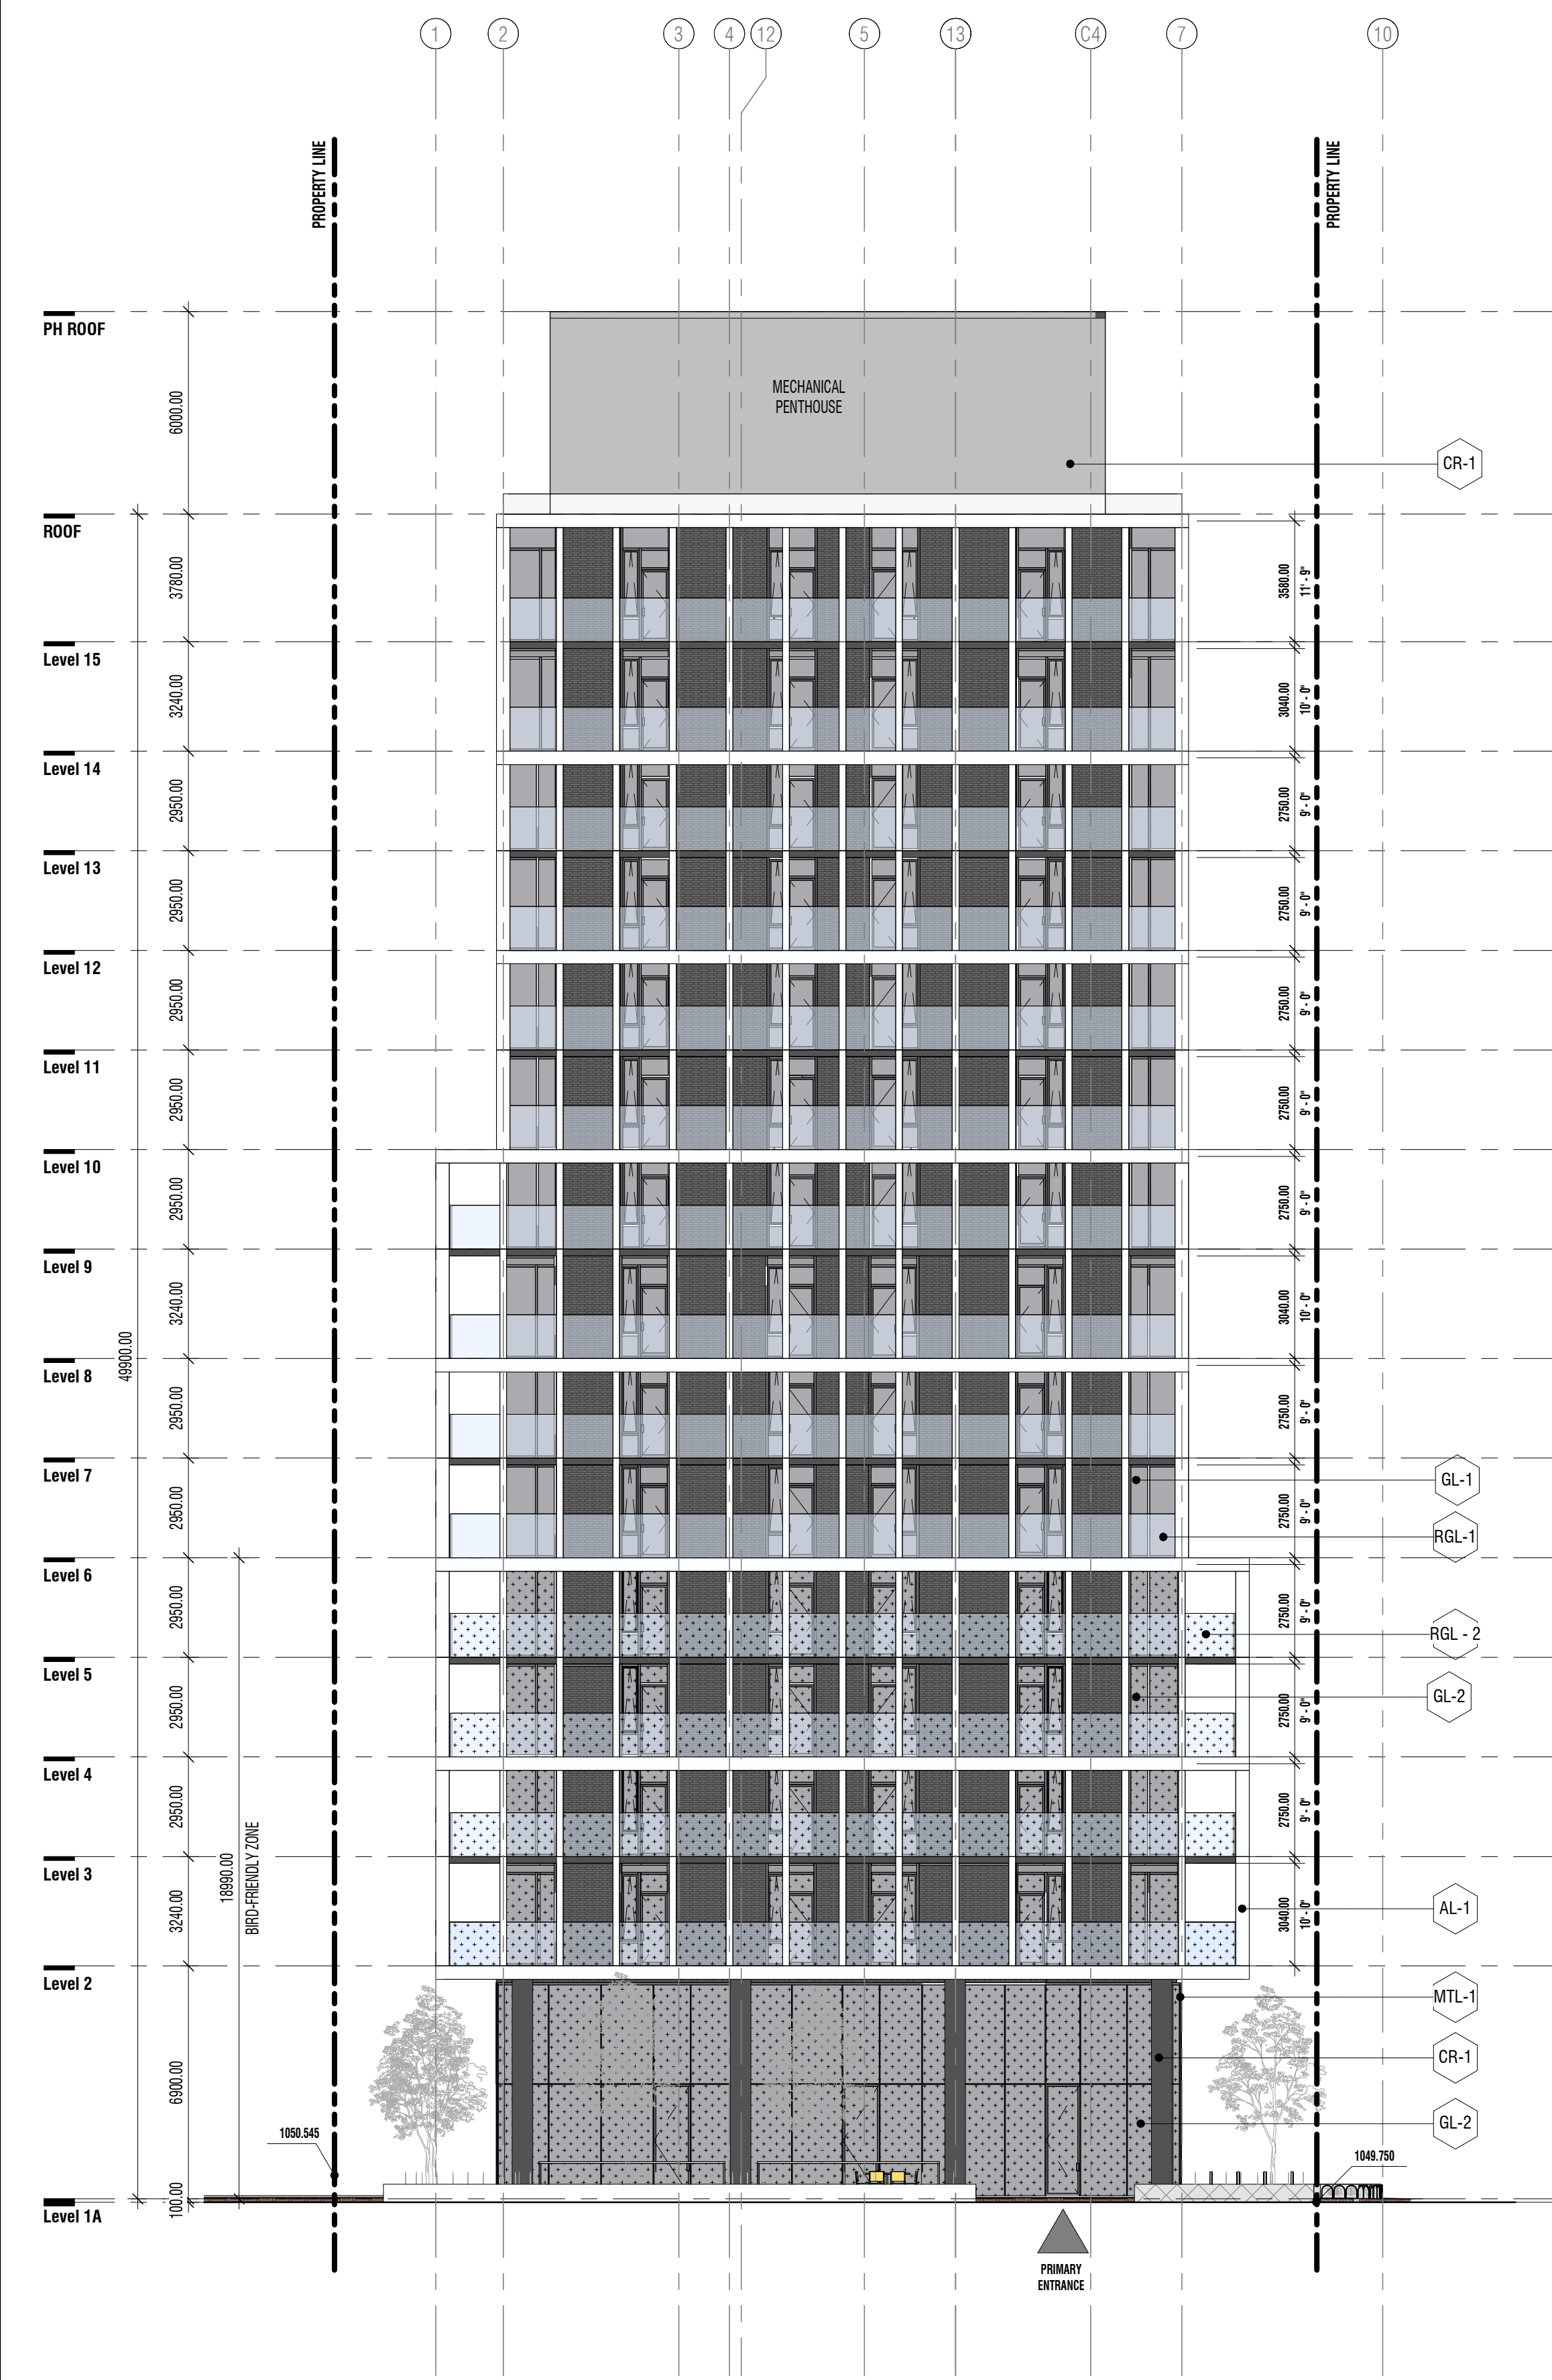 1 2 3 4 12 5 13 C4 7 10
PROPERTY LINE
PROPERTY LINE
PH ROOF
6000.00
MECHANICAL
PENTHOUSE
CR-1
ROOF
3780.00
3580.00
11' - 9"
Level 15
3240.00
3040.00
10' - 0"
Level 14
2950.00
2750.00
9' - 0"
Level 13
2950.00
2750.00
9' - 0"
Level 12
2950.00
2750.00
9' - 0"
Level 11
2950.00
2750.00
9' - 0"
Level 10
2950.00
2750.00
9' - 0"
Level 9
3240.00
3040.00
10' - 0"
49900.00
Level 8
2950.00
2750.00
9' - 0"
Level 7
GL-1
2950.00
2750.00
9' - 0"
RGL-1
Level 6
2950.00
2750.00
9' - 0"
RGL - 2
Level 5
2950.00
2750.00
9' - 0"
GL-2
Level 4
2950.00
2750.00
9' - 0"
Level 3
18990.00
BIRD-FRIENDLY ZONE
3240.00
3040.00
10' - 0"
AL-1
Level 2
MTL-1
CR-1
6900.00
GL-2
1050.545
1049.750
100.00
Level 1A
PRIMARY
ENTRANCE